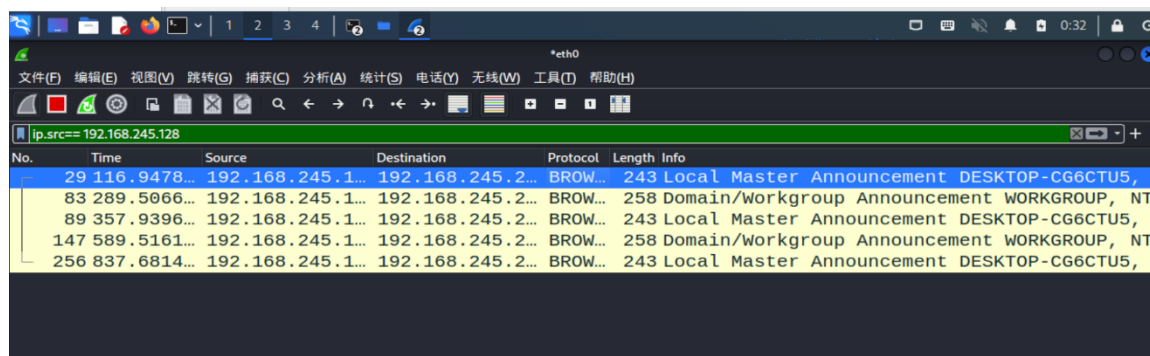 1 2 3 4 0:32
*eth0
文件(F) 编辑(E) 视图(V) 跳转(G) 捕获(C) 分析(A) 统计(S) 电话(Y) 无线(W) 工具(T) 帮助(H)
ip.src== 192.168.245.128
No. Time Source Destination Protocol Length Info
29 116.9478… 192.168.245.1… 192.168.245.2… BROW… 243 Local Master Announcement DESKTOP-CG6CTU5,
83 289.5066… 192.168.245.1… 192.168.245.2… BROW… 258 Domain/Workgroup Announcement WORKGROUP, NT
89 357.9396… 192.168.245.1… 192.168.245.2… BROW… 243 Local Master Announcement DESKTOP-CG6CTU5,
147 589.5161… 192.168.245.1… 192.168.245.2… BROW… 258 Domain/Workgroup Announcement WORKGROUP, NT
256 837.6814… 192.168.245.1… 192.168.245.2… BROW… 243 Local Master Announcement DESKTOP-CG6CTU5,